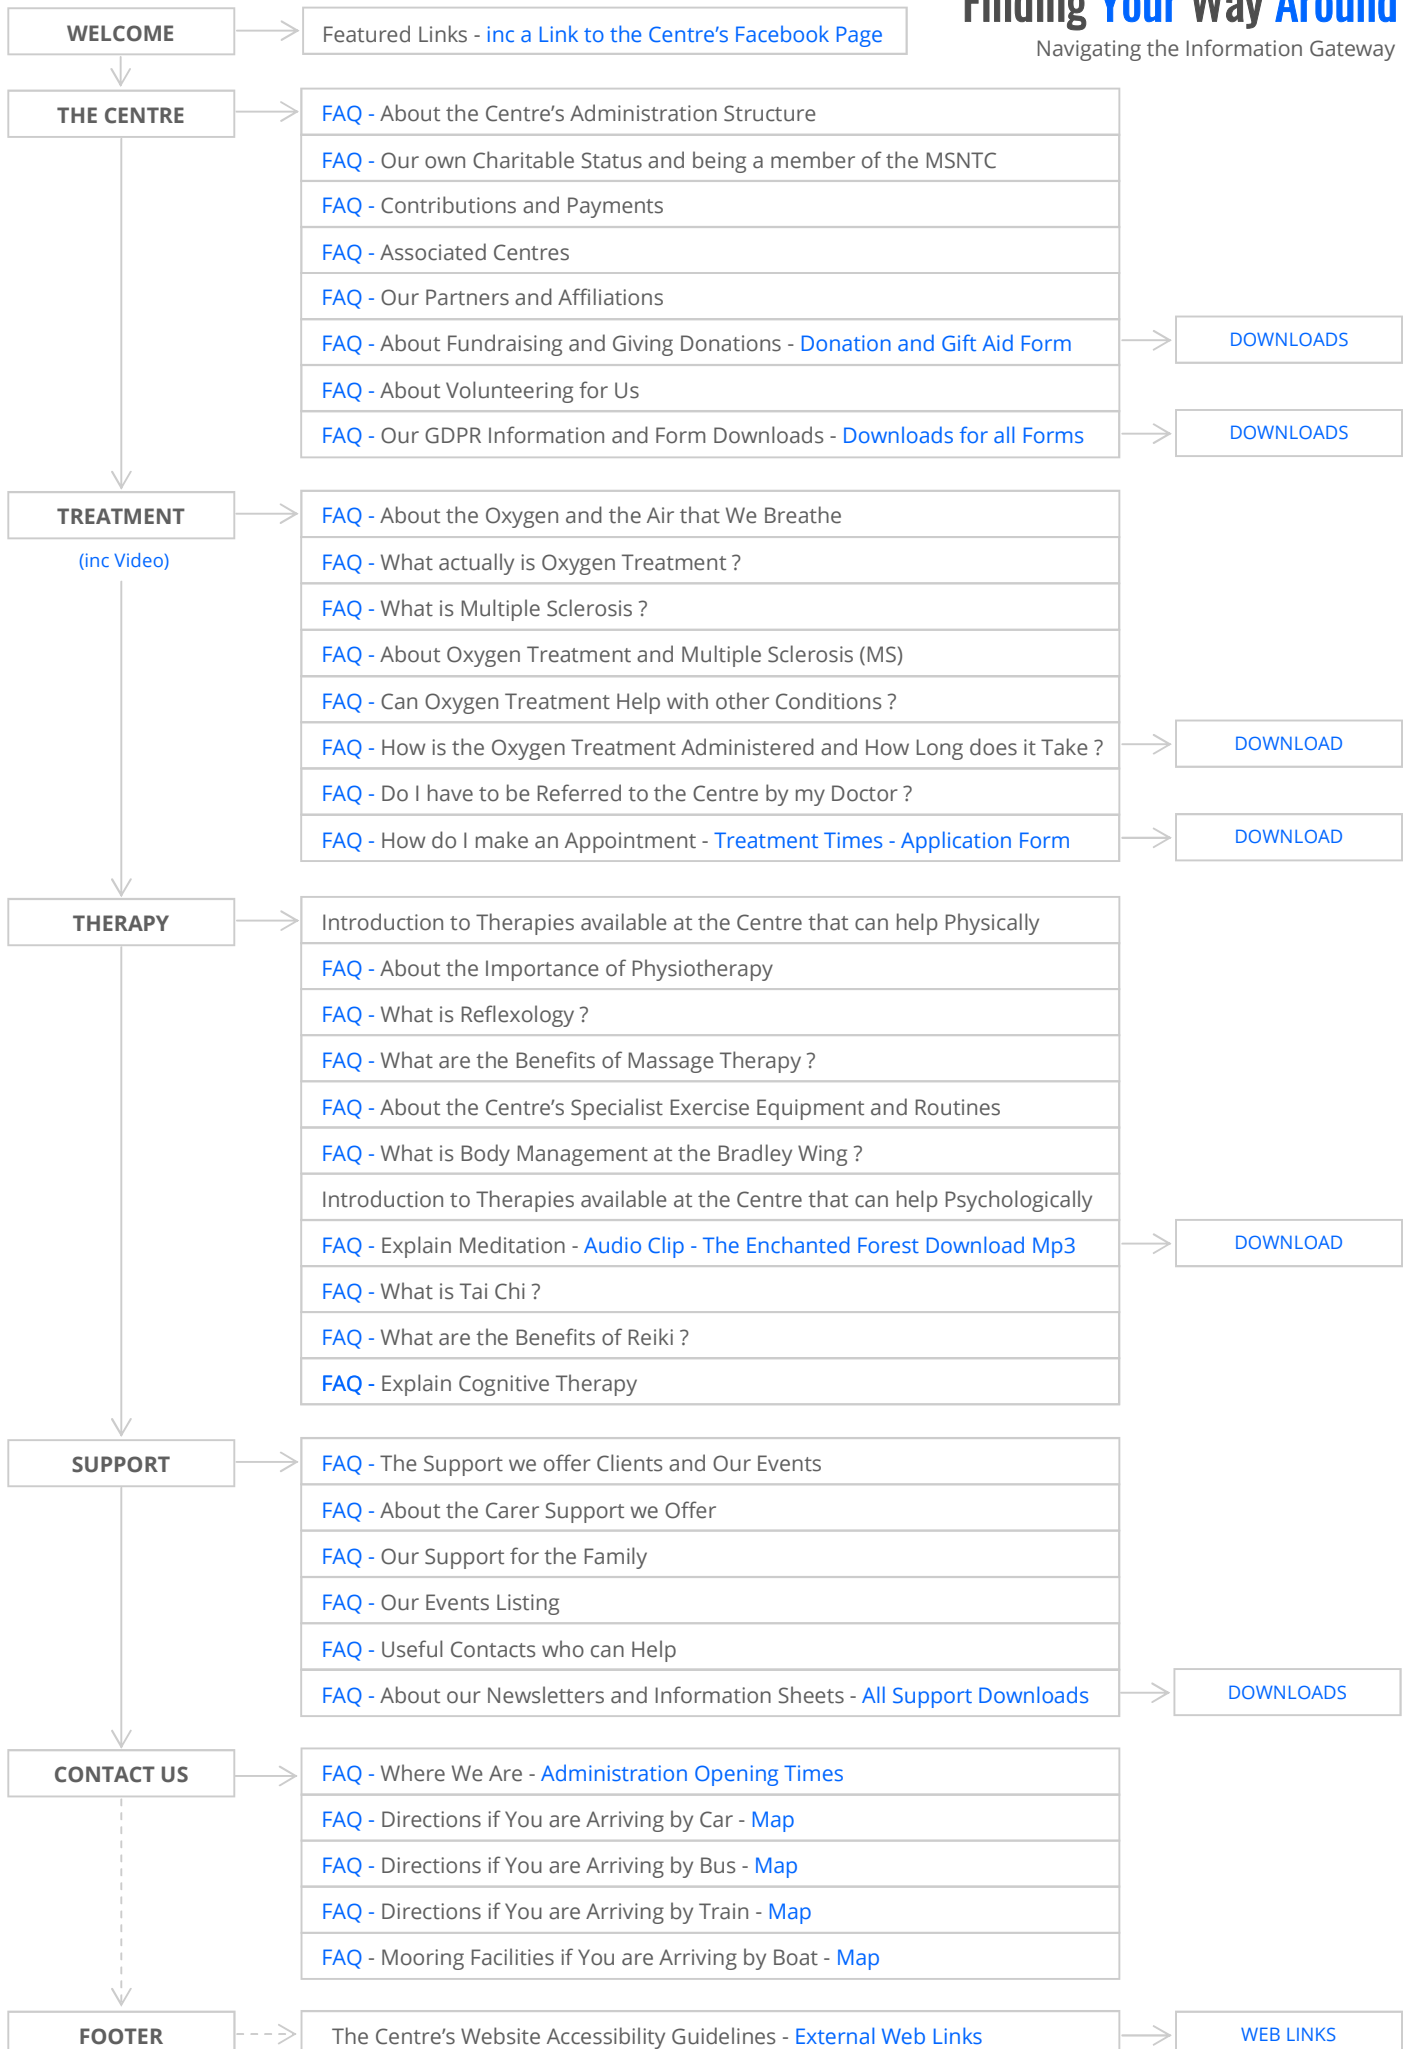 Finding Your Way Around
Navigating the Information Gateway
WELCOME
Featured Links - inc a Link to the Centre’s Facebook Page
THE CENTRE
FAQ - About the Centre’s Administration Structure
FAQ - Our own Charitable Status and being a member of the MSNTC
FAQ - Contributions and Payments
FAQ - Associated Centres
FAQ - Our Partners and Affiliations
FAQ - About Fundraising and Giving Donations - Donation and Gift Aid Form
DOWNLOADS
FAQ - About Volunteering for Us
FAQ - Our GDPR Information and Form Downloads - Downloads for all Forms
DOWNLOADS
TREATMENT
(inc Video)
FAQ - About the Oxygen and the Air that We Breathe
FAQ - What actually is Oxygen Treatment ?
FAQ - What is Multiple Sclerosis ?
FAQ - About Oxygen Treatment and Multiple Sclerosis (MS)
FAQ - Can Oxygen Treatment Help with other Conditions ?
FAQ - How is the Oxygen Treatment Administered and How Long does it Take ?
DOWNLOAD
FAQ - Do I have to be Referred to the Centre by my Doctor ?
FAQ - How do I make an Appointment - Treatment Times - Application Form
DOWNLOAD
THERAPY
Introduction to Therapies available at the Centre that can help Physically
FAQ - About the Importance of Physiotherapy
FAQ - What is Reflexology ?
FAQ - What are the Benefits of Massage Therapy ?
FAQ - About the Centre’s Specialist Exercise Equipment and Routines
FAQ - What is Body Management at the Bradley Wing ?
Introduction to Therapies available at the Centre that can help Psychologically
FAQ - Explain Meditation - Audio Clip - The Enchanted Forest Download Mp3
DOWNLOAD
FAQ - What is Tai Chi ?
FAQ - What are the Benefits of Reiki ?
FAQ - Explain Cognitive Therapy
SUPPORT
FAQ - The Support we offer Clients and Our Events
FAQ - About the Carer Support we Offer
FAQ - Our Support for the Family
FAQ - Our Events Listing
FAQ - Useful Contacts who can Help
FAQ - About our Newsletters and Information Sheets - All Support Downloads
DOWNLOADS
CONTACT US
FAQ - Where We Are - Administration Opening Times
FAQ - Directions if You are Arriving by Car - Map
FAQ - Directions if You are Arriving by Bus - Map
FAQ - Directions if You are Arriving by Train - Map
FAQ - Mooring Facilities if You are Arriving by Boat - Map
FOOTER
The Centre’s Website Accessibility Guidelines - External Web Links
WEB LINKS